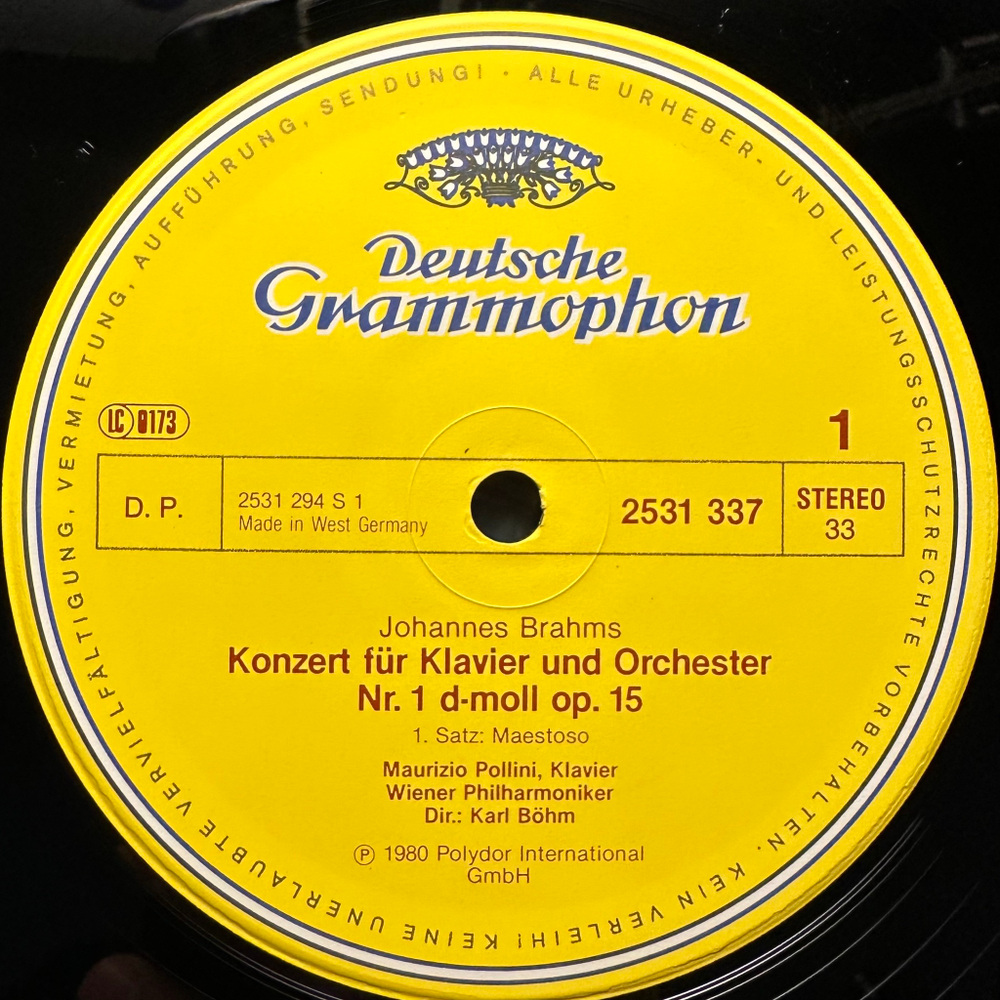 ALLE URHEBER- UND LEISTUNGSSCHUTZRECHTE VORBEHALTEN. KEIN VERLEIH! KEINE UNERLAUBTE VERVIELFÄLTIGUNG, VERMIETUNG, AUFFÜHRUNG, SENDUNG! ·
Deutsche
Grammophon
LC 0173
1
D. P.
2531 294 S 1
Made in West Germany
2531 337
STEREO
33
Johannes Brahms
Konzert für Klavier und Orchester
Nr. 1 d-moll op. 15
1. Satz: Maestoso
Maurizio Pollini, Klavier
Wiener Philharmoniker
Dir.: Karl Böhm
Ⓟ 1980 Polydor International
GmbH